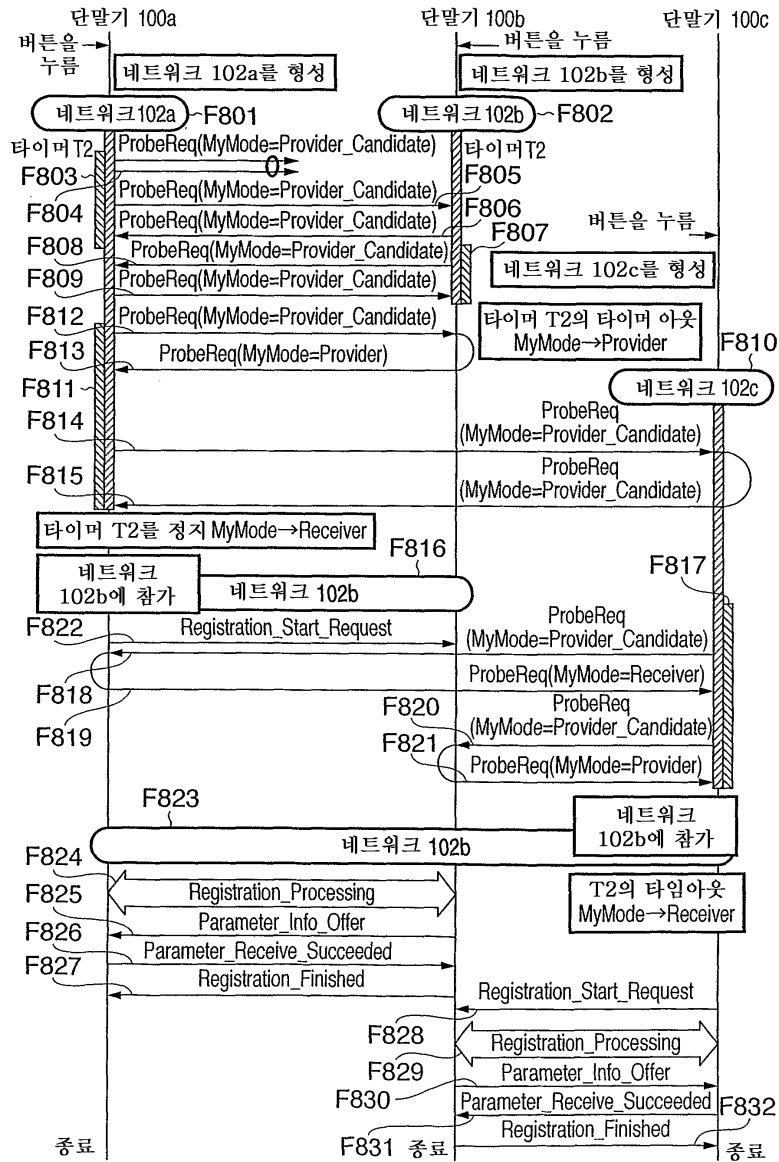 단말기 100a
단말기 100b
단말기 100c
버튼을
누름
네트워크 102a를 형성
버튼을 누름
네트워크 102b를 형성
네트워크102a
F801
네트워크 102b
F802
타이머T2
ProbeReq(MyMode=Provider_Candidate)
타이머T2
F803
F804
ProbeReq(MyMode=Provider_Candidate)
F805
ProbeReq(MyMode=Provider_Candidate)
F806
버튼을 누름
F807
F808
ProbeReq(MyMode=Provider_Candidate)
네트워크 102c를 형성
F809
ProbeReq(MyMode=Provider_Candidate)
F812
ProbeReq(MyMode=Provider_Candidate)
타이머 T2의 타이머 아웃
MyMode→Provider
F813
ProbeReq(MyMode=Provider)
F810
F811
네트워크 102c
F814
ProbeReq
(MyMode=Provider_Candidate)
F815
ProbeReq
(MyMode=Provider_Candidate)
타이머 T2를 정지 MyMode→Receiver
F816
네트워크
102b에 참가
네트워크 102b
F817
F822
Registration_Start_Request
ProbeReq
(MyMode=Provider_Candidate)
F818
ProbeReq(MyMode=Receiver)
F819
F820
ProbeReq
(MyMode=Provider_Candidate)
F821
ProbeReq(MyMode=Provider)
F823
네트워크
102b에 참가
네트워크 102b
F824
F825
Registration_Processing
T2의 타임아웃
MyMode→Receiver
Parameter_Info_Offer
F826
Parameter_Receive_Succeeded
F827
Registration_Finished
Registration_Start_Request
F828
Registration_Processing
F829
Parameter_Info_Offer
F830
Parameter_Receive_Succeeded
F832
F831
Registration_Finished
종료
종료
종료